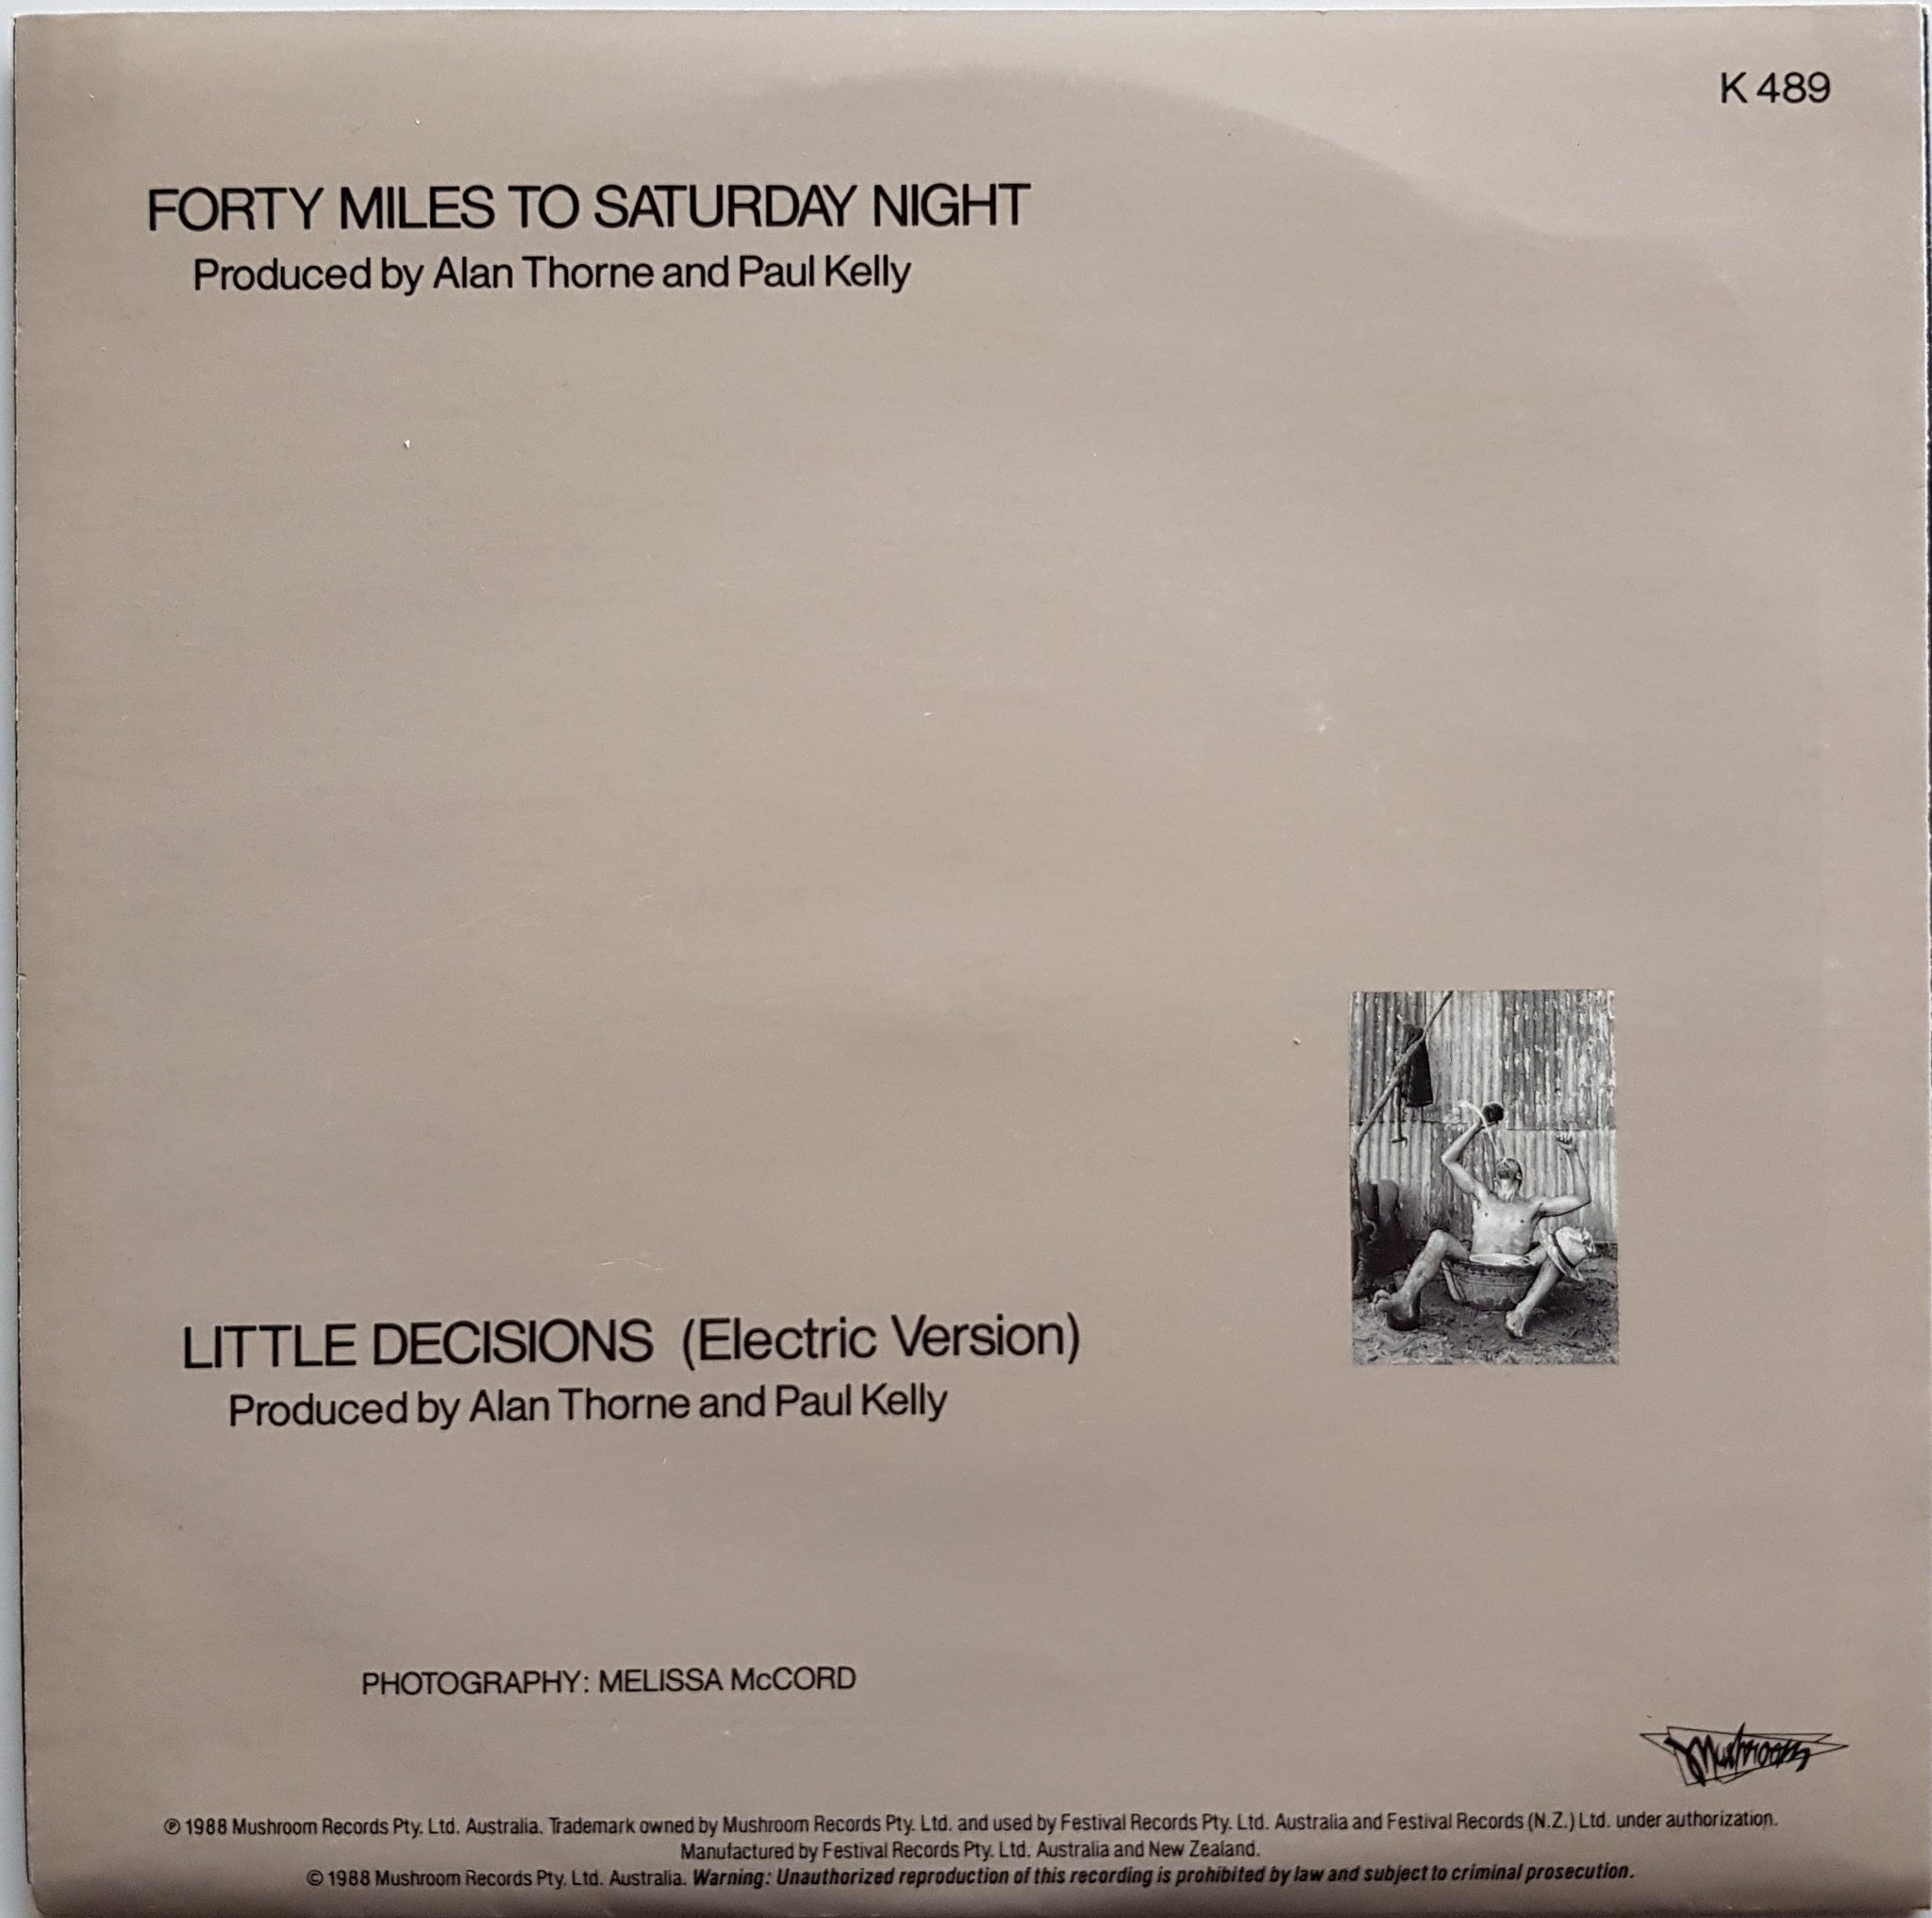 K 489
FORTY MILES TO SATURDAY NIGHT
Produced by Alan Thorne and Paul Kelly
LITTLE DECISIONS (Electric Version)
Produced by Alan Thorne and Paul Kelly
PHOTOGRAPHY: MELISSA McCORD
Mushroom
℗ 1988 Mushroom Records Pty. Ltd. Australia. Trademark owned by Mushroom Records Pty. Ltd. and used by Festival Records Pty. Ltd. Australia and Festival Records (N.Z.) Ltd. under authorization.
Manufactured by Festival Records Pty. Ltd. Australia and New Zealand.
© 1988 Mushroom Records Pty. Ltd. Australia. Warning: Unauthorized reproduction of this recording is prohibited by law and subject to criminal prosecution.